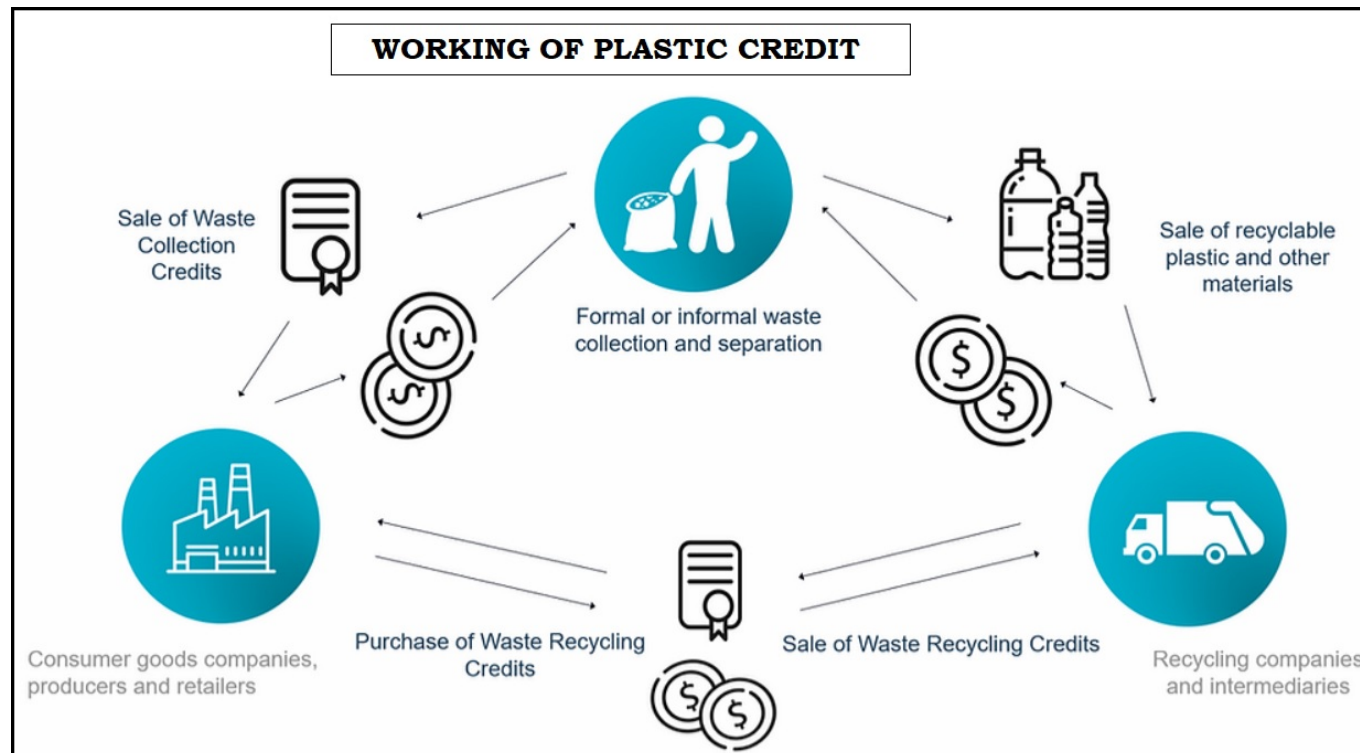 WORKING OF PLASTIC CREDIT
Sale of Waste
Collection
Credits
Formal or informal waste
collection and separation
Sale of recyclable
plastic and other
materials
Consumer goods companies,
producers and retailers
Purchase of Waste Recycling
Credits
Sale of Waste Recycling Credits
Recycling companies
and intermediaries